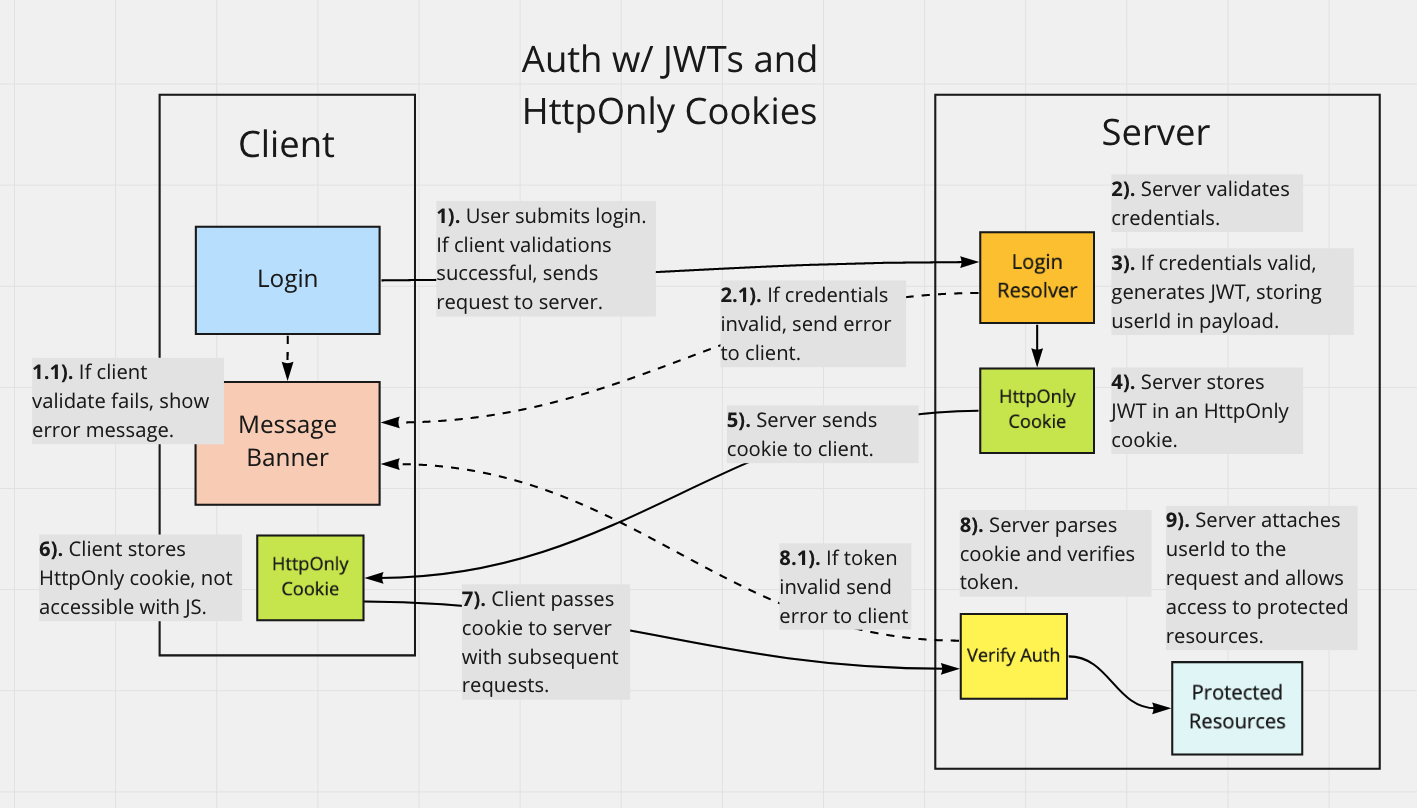 Auth w/ JWTs and
HttpOnly Cookies
Client
Server
Login
1). User submits login.
If client validations
successful, sends
request to server.
Login
Resolver
2). Server validates
credentials.
3). If credentials valid,
generates JWT, storing
userId in payload.
2.1). If credentials
invalid, send error
to client.
1.1). If client
validate fails, show
error message.
Message
Banner
HttpOnly
Cookie
4). Server stores
JWT in an HttpOnly
cookie.
5). Server sends
cookie to client.
6). Client stores
HttpOnly cookie, not
accessible with JS.
HttpOnly
Cookie
7). Client passes
cookie to server
with subsequent
requests.
8.1). If token
invalid send
error to client
8). Server parses
cookie and verifies
token.
9). Server attaches
userId to the
request and allows
access to protected
resources.
Verify Auth
Protected
Resources